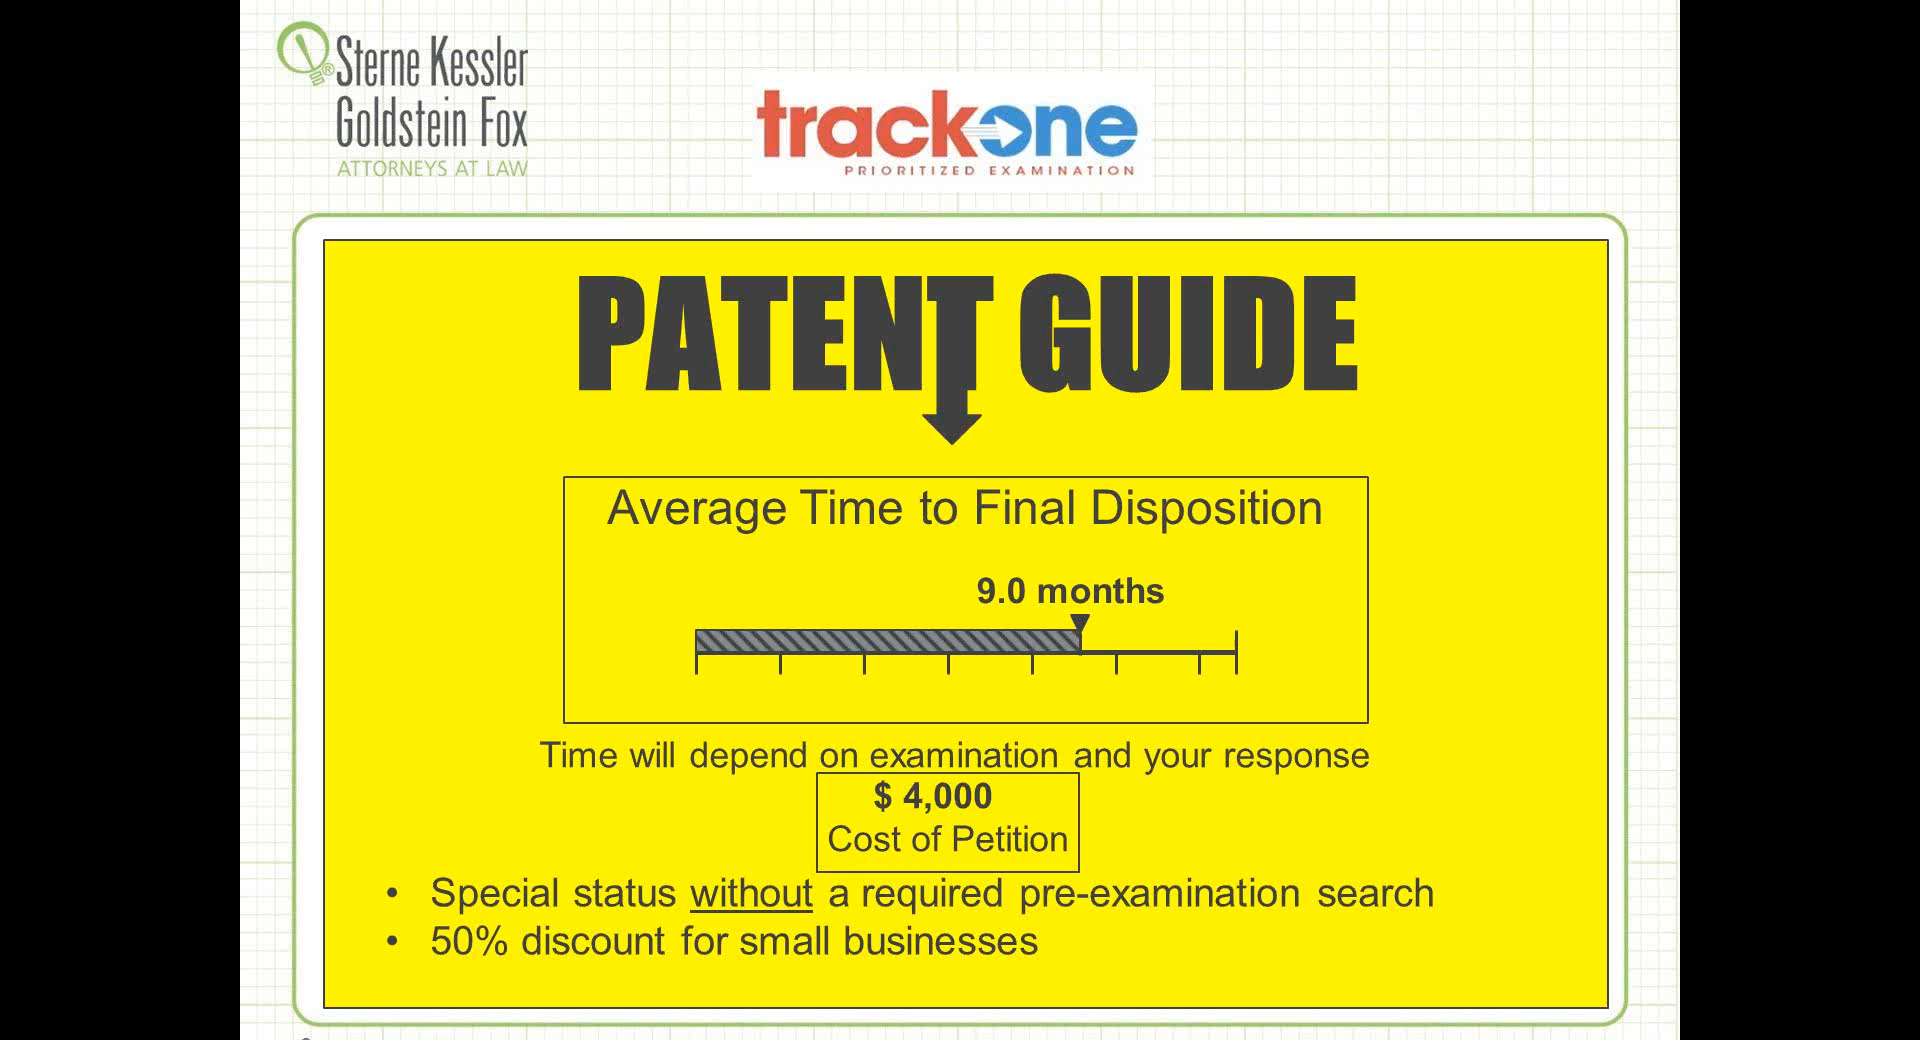 Sterne Kessler
Goldstein Fox
ATTORNEYS AT LAW
trackone
PRIORITIZED EXAMINATION
PATENT GUIDE
Average Time to Final Disposition
9.0 months
Time will depend on examination and your response
$ 4,000
Cost of Petition
• Special status without a required pre-examination search
• 50% discount for small businesses